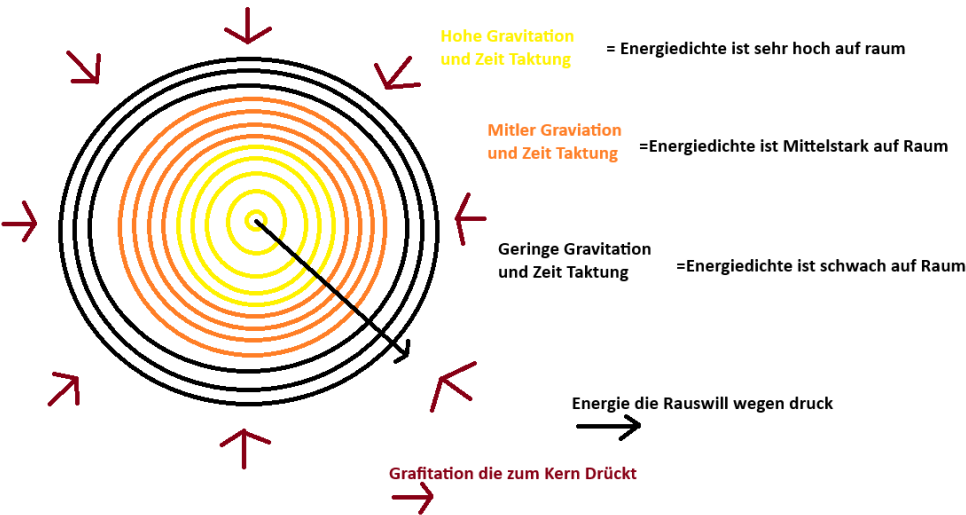 Hohe Gravitation
und Zeit Taktung
= Energiedichte ist sehr hoch auf raum
Mitler Graviation
und Zeit Taktung
=Energiedichte ist Mittelstark auf Raum
Geringe Gravitation
und Zeit Taktung
=Energiedichte ist schwach auf Raum
Energie die Rauswill wegen druck
Grafitation die zum Kern Drückt